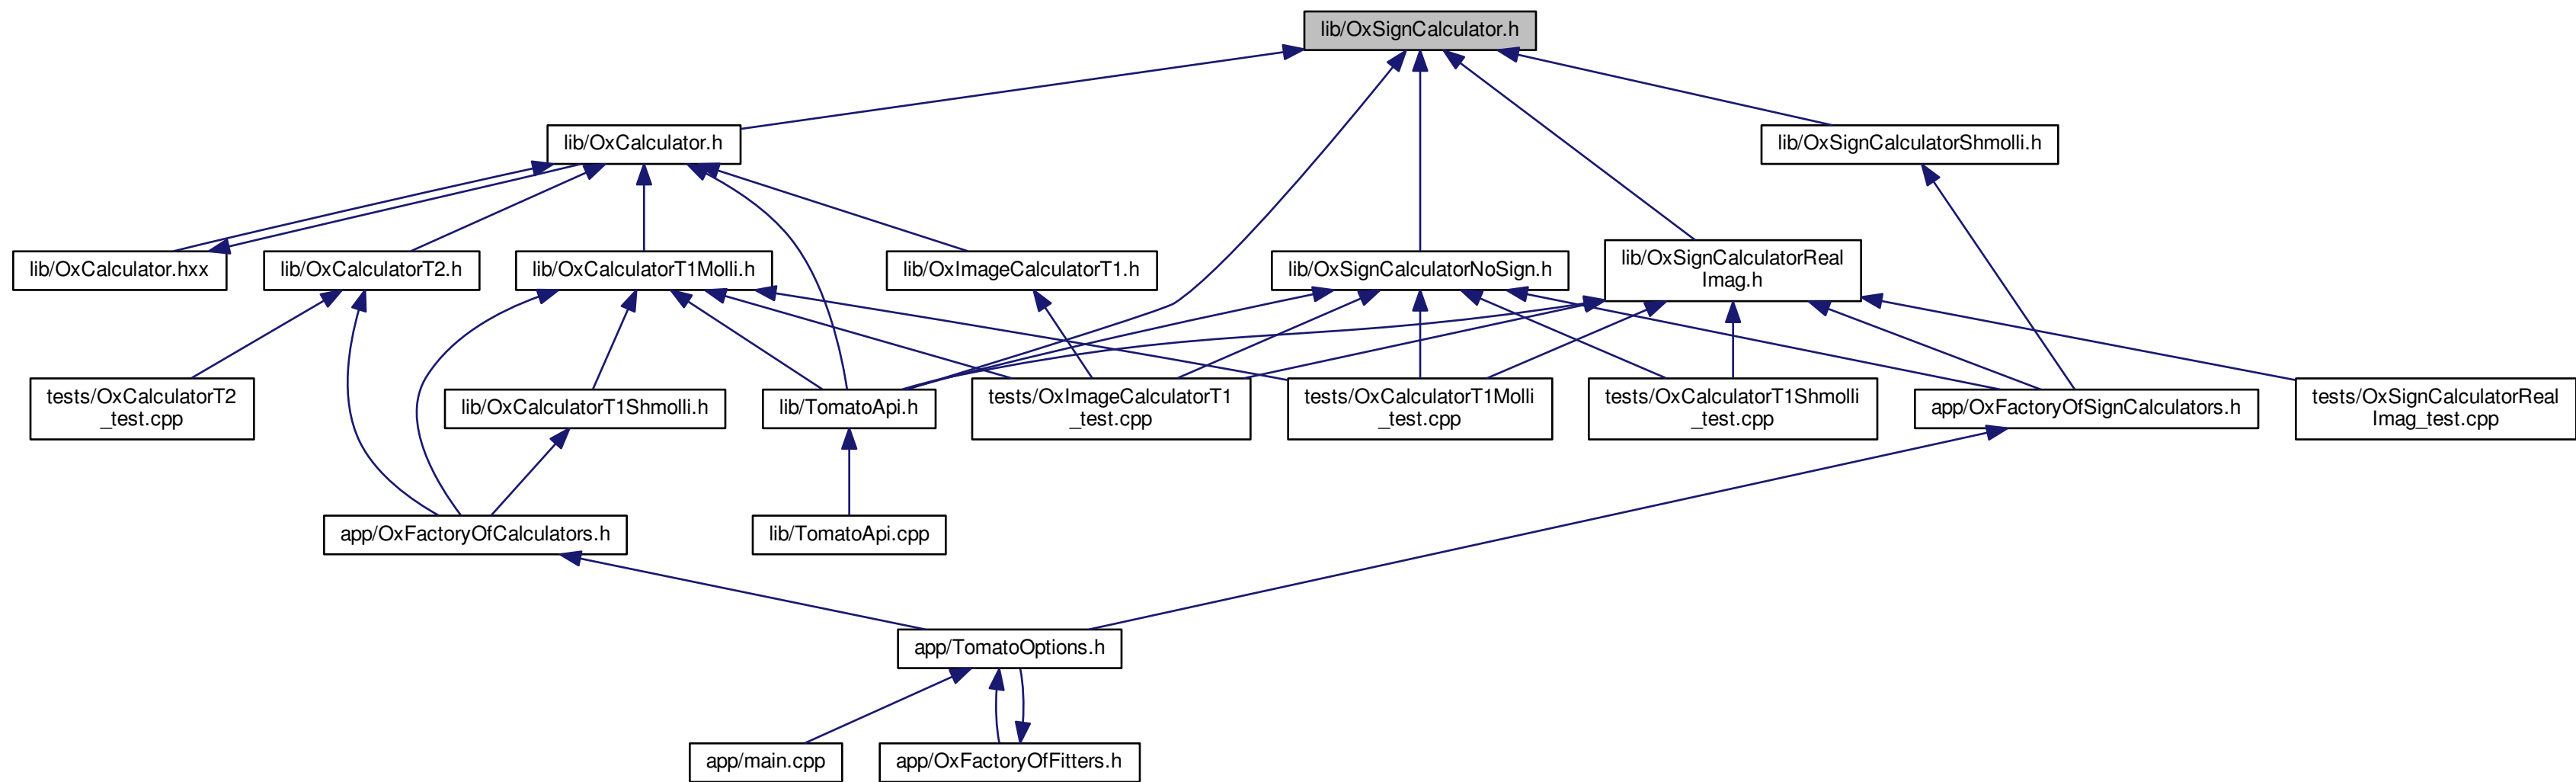 lib/OxSignCalculator.h
lib/OxCalculator.h
lib/OxSignCalculatorShmolli.h
lib/OxCalculator.hxx
lib/OxCalculatorT2.h
lib/OxCalculatorT1Molli.h
lib/OxImageCalculatorT1.h
lib/OxSignCalculatorNoSign.h
lib/OxSignCalculatorReal
Imag.h
tests/OxCalculatorT2
_test.cpp
lib/OxCalculatorT1Shmolli.h
lib/TomatoApi.h
tests/OxImageCalculatorT1
_test.cpp
tests/OxCalculatorT1Molli
_test.cpp
tests/OxCalculatorT1Shmolli
_test.cpp
app/OxFactoryOfSignCalculators.h
tests/OxSignCalculatorReal
Imag_test.cpp
app/OxFactoryOfCalculators.h
lib/TomatoApi.cpp
app/TomatoOptions.h
app/main.cpp
app/OxFactoryOfFitters.h